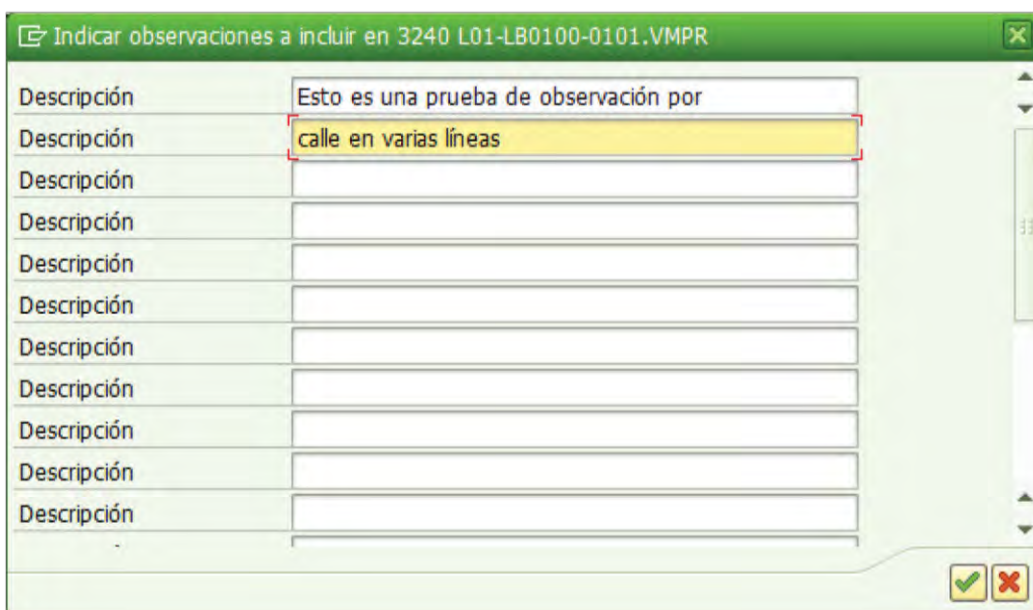 Indicar observaciones a incluir en 3240 L01-LB0100-0101.VMPR
Descripción Esto es una prueba de observación por
Descripción calle en varias líneas
Descripción
Descripción
Descripción
Descripción
Descripción
Descripción
Descripción
Descripción
Descripción